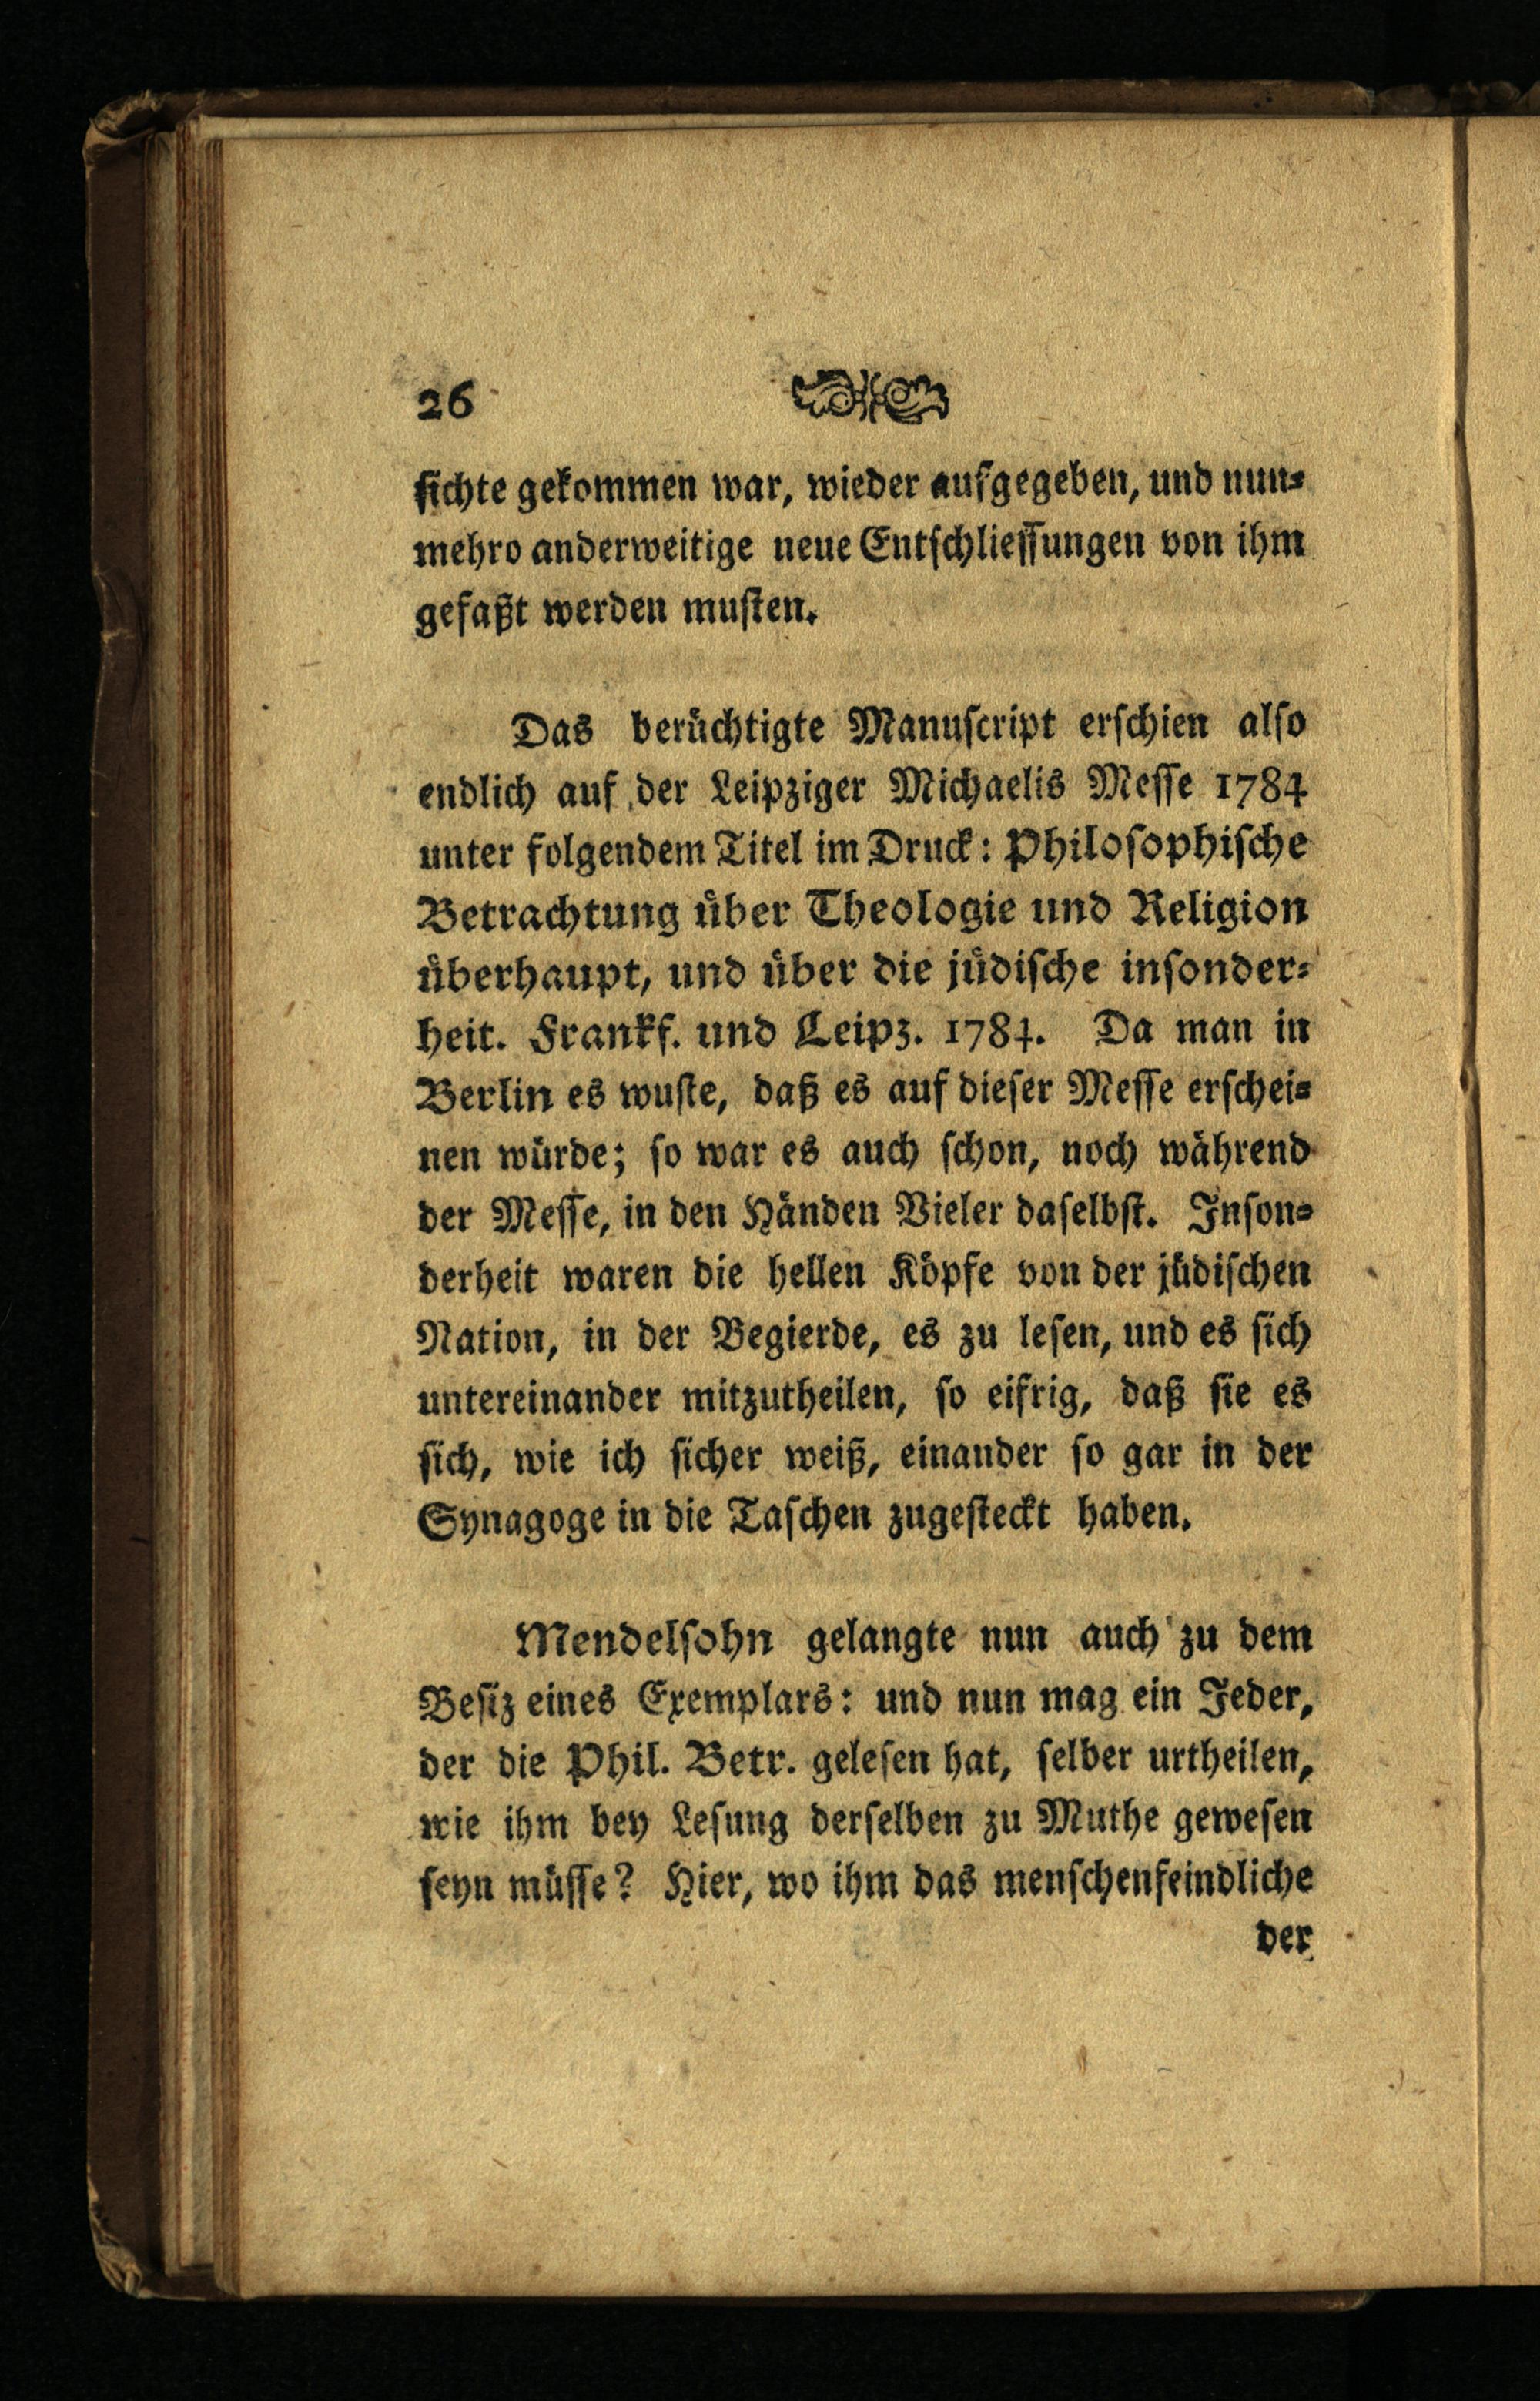 26
sichte gekommen war, wieder aufgegeben, und nun=
mehro anderweitige neue Entschliessungen von ihm
gefaßt werden musten.
Das berüchtigte Manuscript erschien also
endlich auf der Leipziger Michaelis Messe 1784
unter folgendem Titel im Druck: Philosophische
Betrachtung über Theologie und Religion
überhaupt, und über die jüdische insonder=
heit. Frankf. und Leipz. 1784. Da man in
Berlin es wuste, daß es auf dieser Messe erschei=
nen würde; so war es auch schon, noch während
der Messe, in den Händen Vieler daselbst. Inson=
derheit waren die hellen Köpfe von der jüdischen
Nation, in der Begierde, es zu lesen, und es sich
untereinander mitzutheilen, so eifrig, daß sie es
sich, wie ich sicher weiß, einander so gar in der
Synagoge in die Taschen zugesteckt haben.
Mendelsohn gelangte nun auch zu dem
Besiz eines Exemplars: und nun mag ein Jeder,
der die Phil. Betr. gelesen hat, selber urtheilen,
wie ihm bey Lesung derselben zu Muthe gewesen
seyn müsse? Hier, wo ihm das menschenfeindliche
der